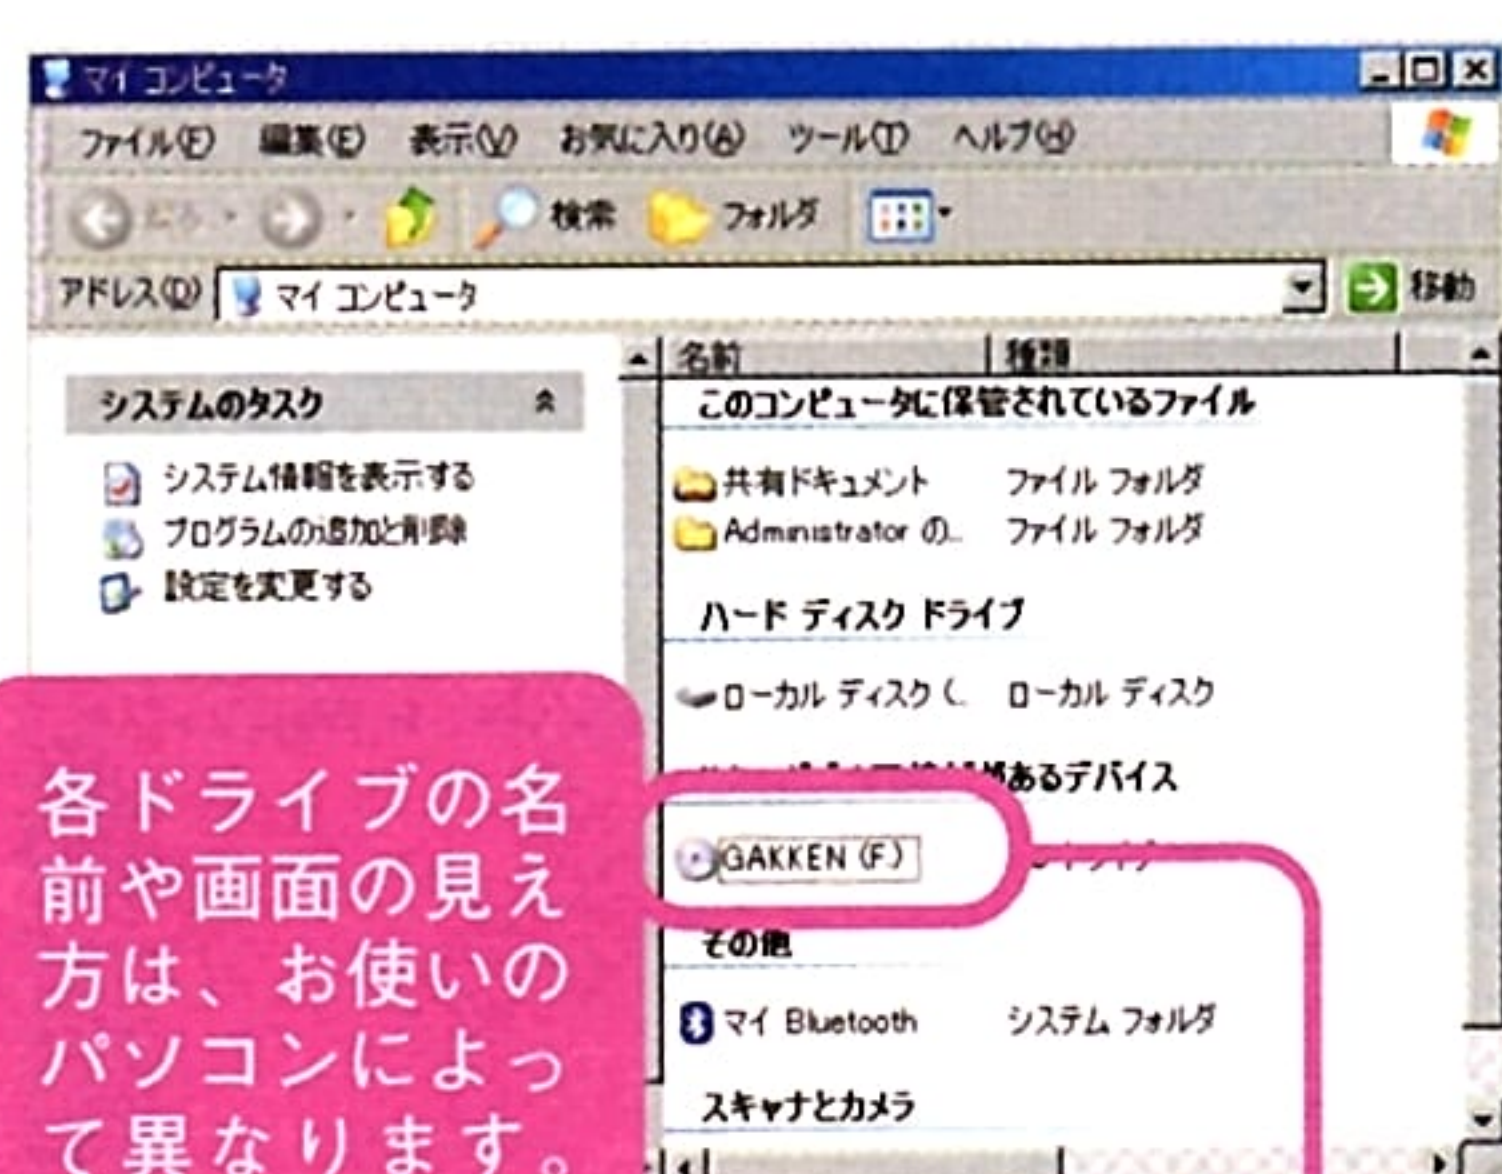 マイ コンピュータ
ファイル(F) 編集(E) 表示(V) お気に入り(A) ツール(T) ヘルプ(H)
検索 フォルダ
アドレス(D) マイ コンピュータ 移動
名前 種類
システムのタスク
システム情報を表示する
プログラムの追加と削除
設定を変更する
このコンピュータに保管されているファイル
共有ドキュメント ファイル フォルダ
Administrator の... ファイル フォルダ
ハード ディスク ドライブ
ローカル ディスク (... ローカル ディスク
があるデバイス
GAKKEN (F:)
その他
マイ Bluetooth システム フォルダ
スキャナとカメラ
各ドライブの名
前や画面の見え
方は、お使いの
パソコンによっ
て異なります。